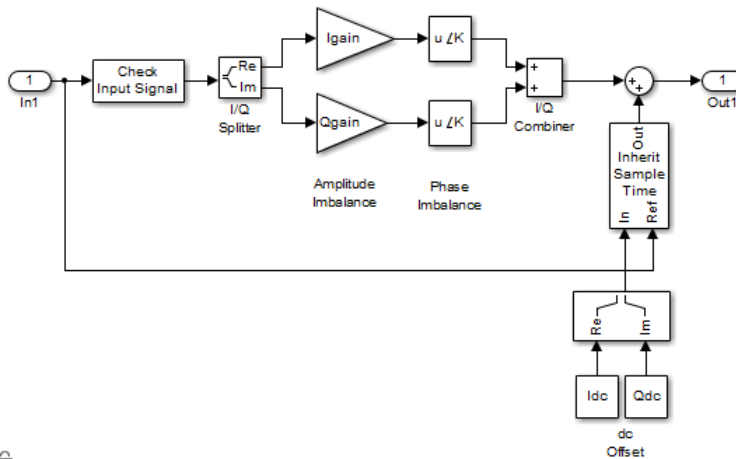 1
In1
Check
Input Signal
Re
Im
I/Q
Splitter
Igain
Qgain
Amplitude
Imbalance
u∠K
u∠K
Phase
Imbalance
+
+
I/Q
Combiner
+
+
1
Out1
Out
Inherit
Sample
Time
In
Ref
Re
Im
Idc
Qdc
dc
Offset